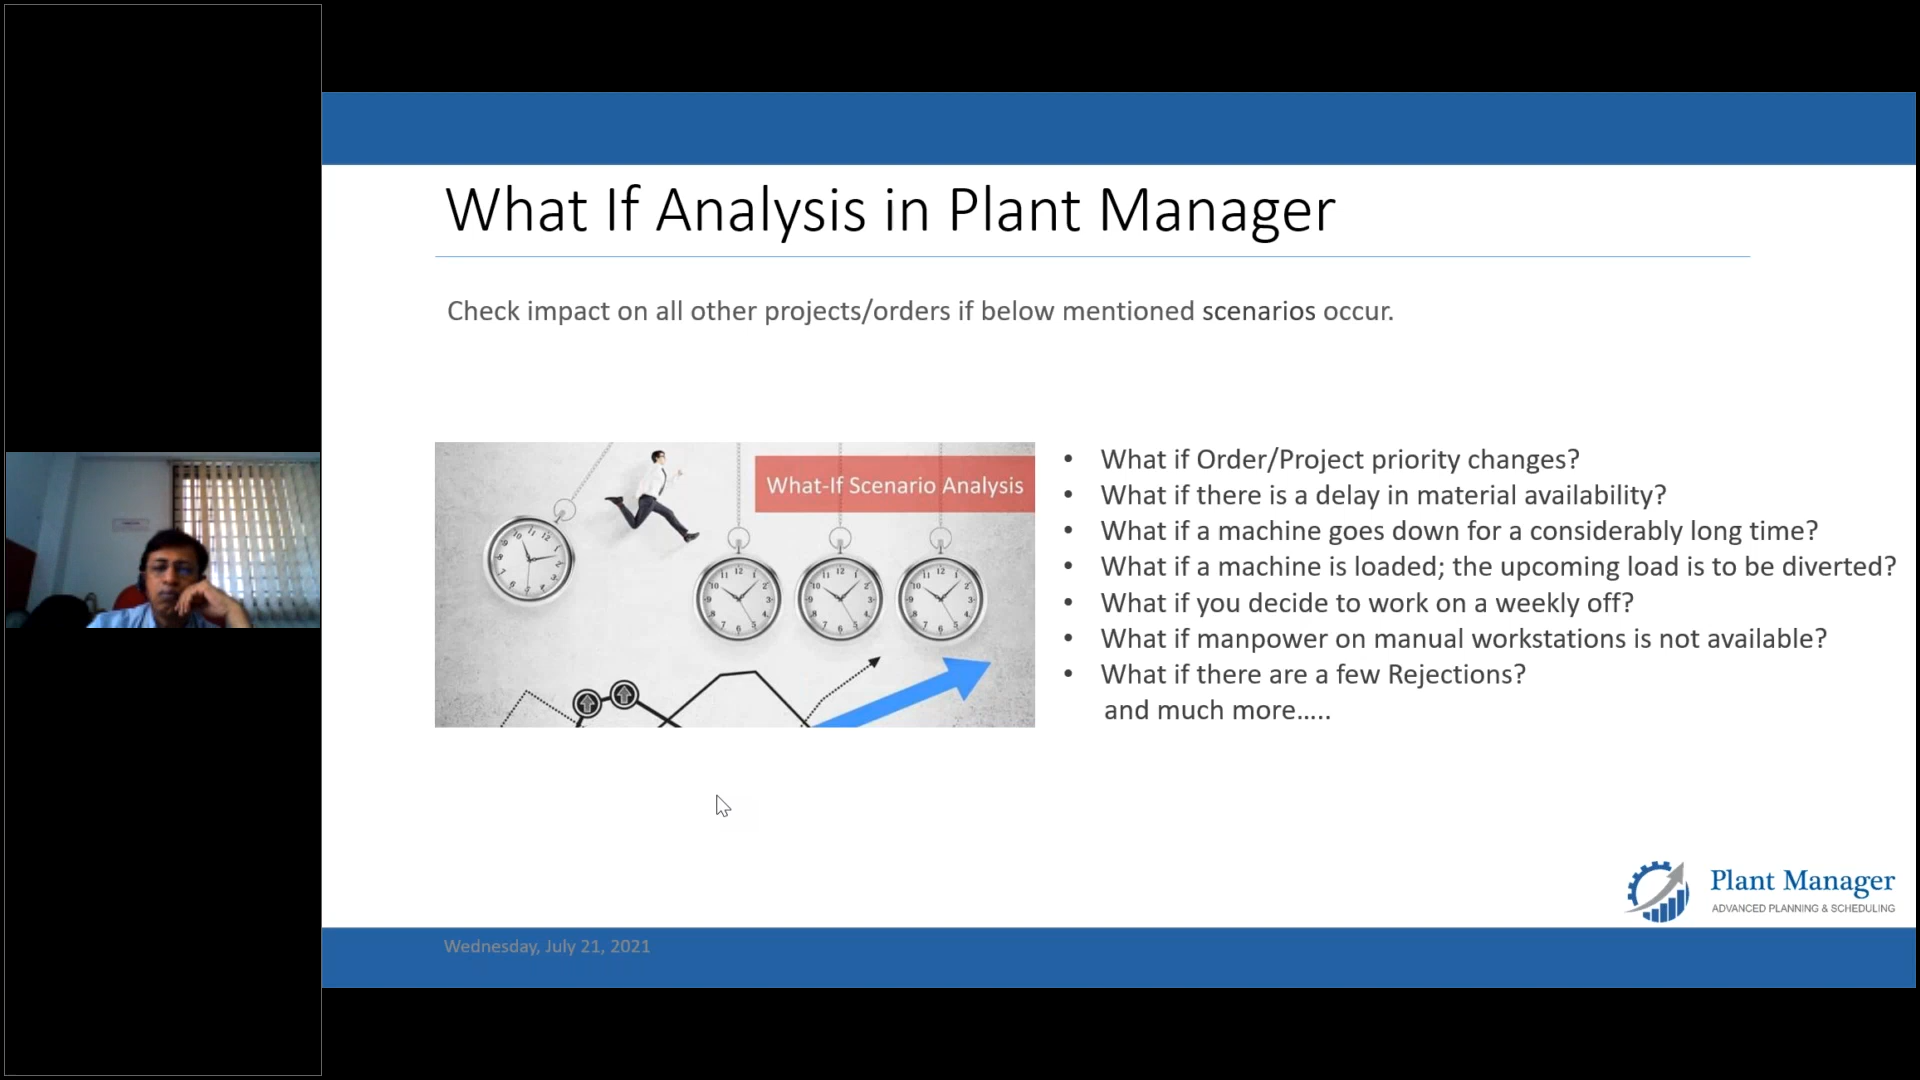 What If Analysis in Plant Manager
Check impact on all other projects/orders if below mentioned scenarios occur.
What-If Scenario Analysis
• What if Order/Project priority changes?
• What if there is a delay in material availability?
• What if a machine goes down for a considerably long time?
• What if a machine is loaded; the upcoming load is to be diverted?
• What if you decide to work on a weekly off?
• What if manpower on manual workstations is not available?
• What if there are a few Rejections?
and much more.....
Plant Manager
ADVANCED PLANNING & SCHEDULING
Wednesday, July 21, 2021